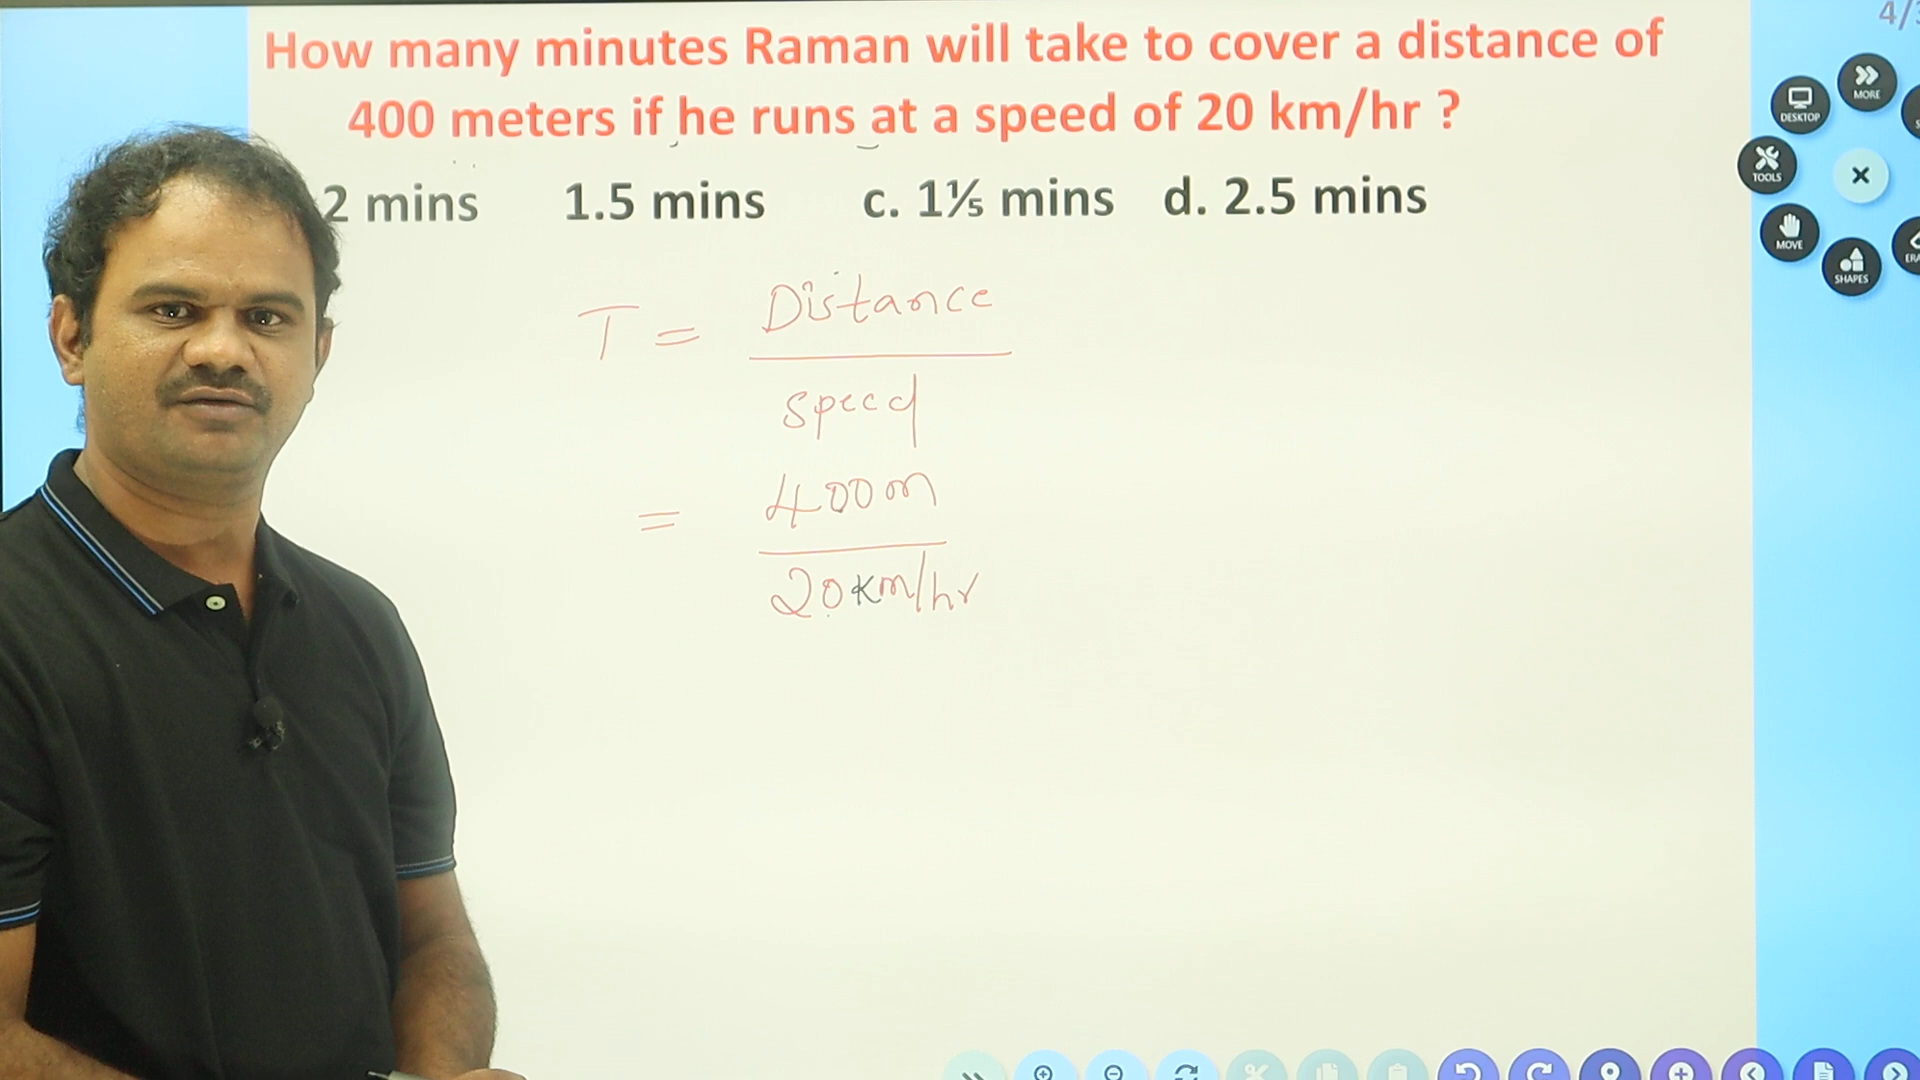 How many minutes Raman will take to cover a distance of
400 meters if he runs at a speed of 20 km/hr ?
2 mins 1.5 mins c. 1⅕ mins d. 2.5 mins
T = Distance
speed
= 400m
20km/hr
4/3
MORE
DESKTOP
TOOLS
MOVE
SHAPES